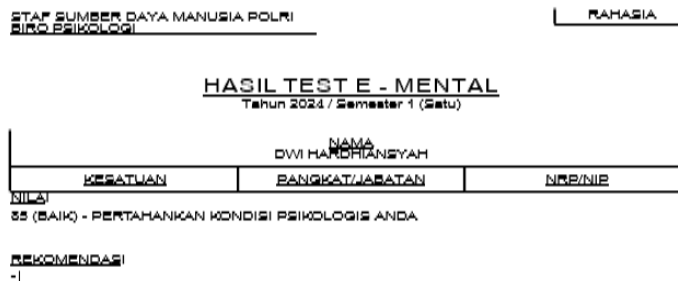 STAF SUMBER DAYA MANUSIA POLRI
BIRO PSIKOLOGI
RAHASIA
HASIL TEST E - MENTAL
Tahun 2024 / Semester 1 (Satu)
NAMA
DWI HARDHIANSYAH
KESATUAN PANGKAT/JABATAN NRP/NIP
NILAI
85 (BAIK) - PERTAHANKAN KONDISI PSIKOLOGIS ANDA
REKOMENDASI
-